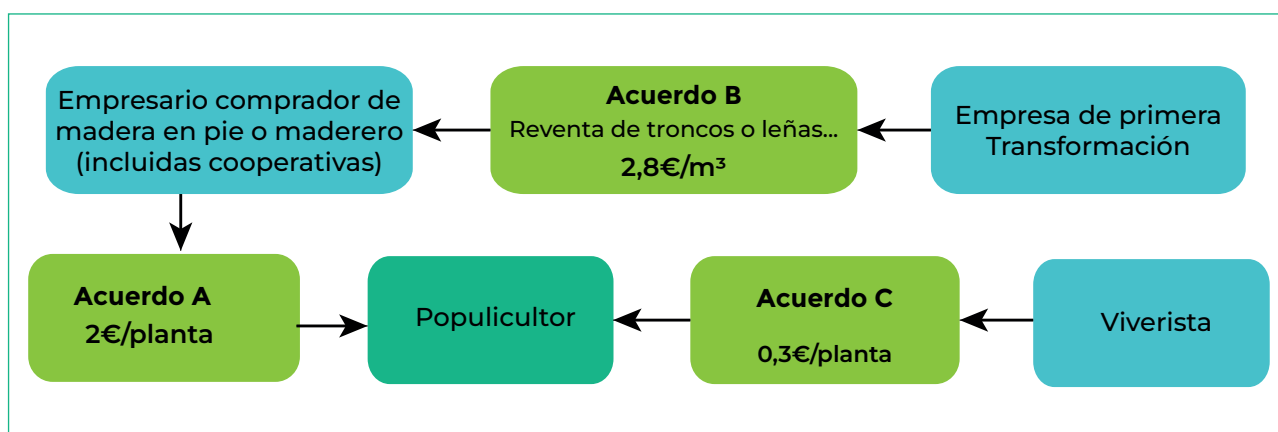 Empresario comprador de
madera en pie o maderero
(incluidas cooperativas)
Acuerdo B
Reventa de troncos o leñas...
2,8€/m³
Empresa de primera
Transformación
Acuerdo A
2€/planta
Populicultor
Acuerdo C
0,3€/planta
Viverista